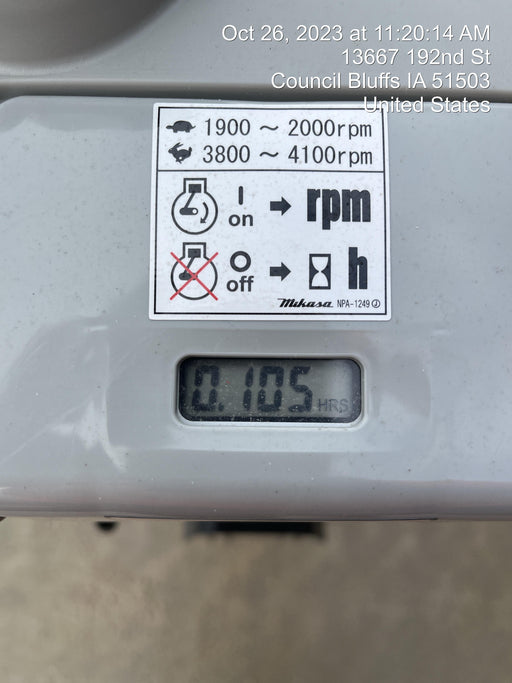 Oct 26, 2023 at 11:20:14 AM
13667 192nd St
Council Bluffs IA 51503
United States
1900 ~ 2000rpm
3800 ~ 4100rpm
I on → rpm
O off → h
Mikasa NPA-1249 J
0.105 HRS